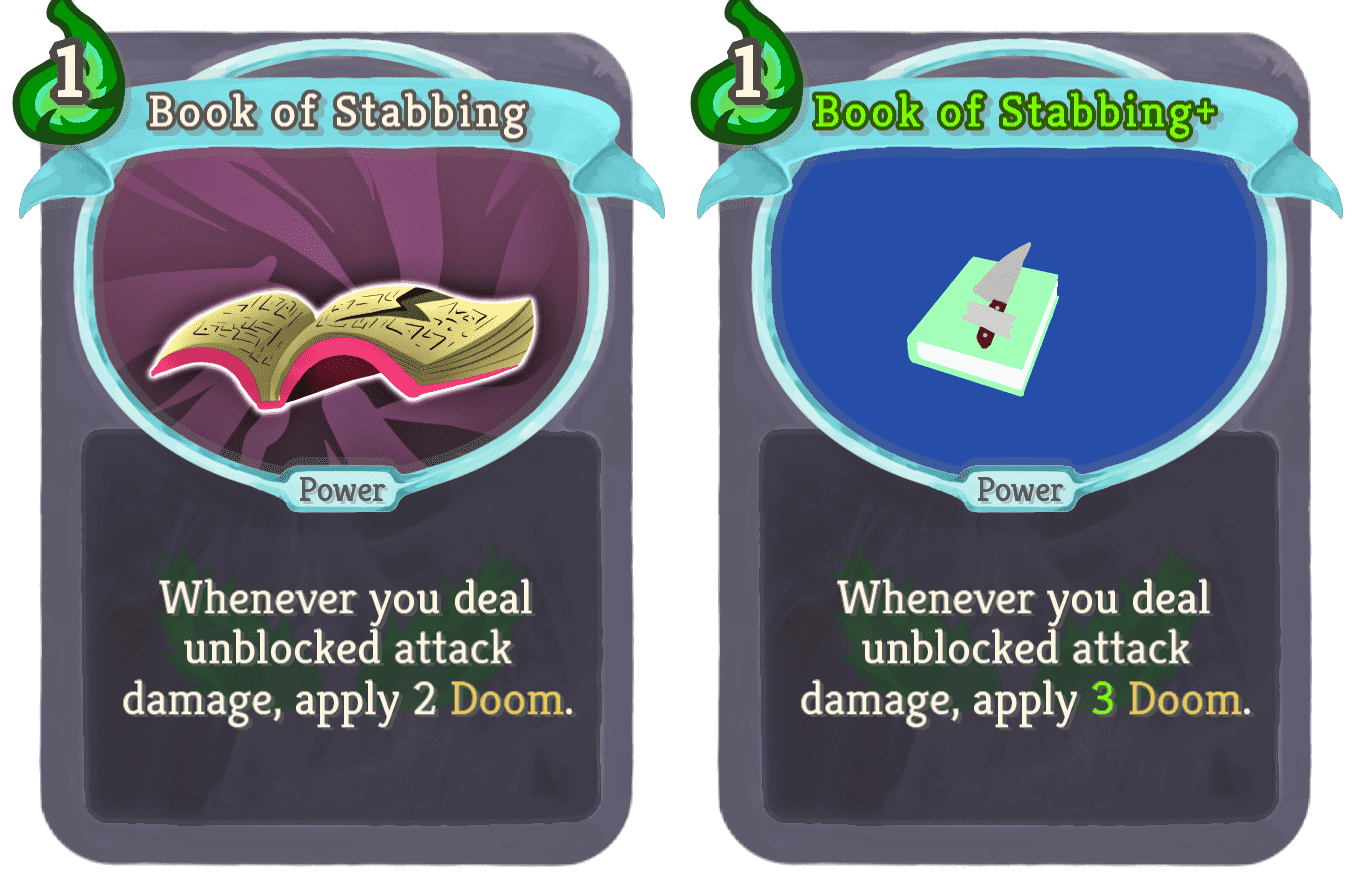 1
Book of Stabbing
Power
Whenever you deal
unblocked attack
damage, apply 2 Doom.
1
Book of Stabbing+
Power
Whenever you deal
unblocked attack
damage, apply 3 Doom.